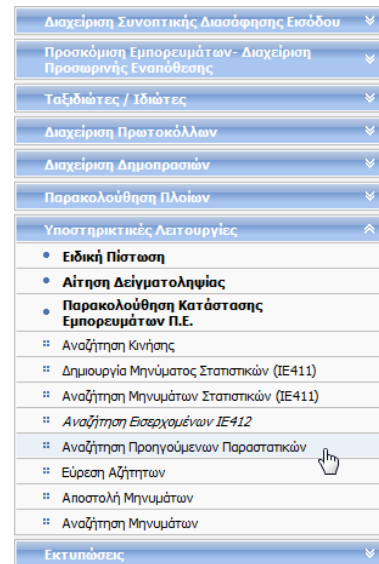 Διαχείριση Συνοπτικής Διασάφησης Εισόδου
Προσκόμιση Εμπορευμάτων- Διαχείριση
Προσωρινής Εναπόθεσης
Ταξιδιώτες / Ιδιώτες
Διαχείριση Πρωτοκόλλων
Διαχείριση Δημοπρασιών
Παρακολούθηση Πλοίων
Υποστηρικτικές Λειτουργίες
Ειδική Πίστωση
Αίτηση Δείγματοληψίας
Παρακολούθηση Κατάστασης
Εμπορευμάτων Π.Ε.
Αναζήτηση Κινήσης
Δημιουργία Μηνύματος Στατιστικών (ΙΕ411)
Αναζήτηση Μηνυμάτων Στατιστικών (ΙΕ411)
Αναζήτηση Εισερχομένων ΙΕ412
Αναζήτηση Προηγούμενων Παραστατικών
Εύρεση Αζήτητων
Αποστολή Μηνυμάτων
Αναζήτηση Μηνυμάτων
Εκτυπώσεις